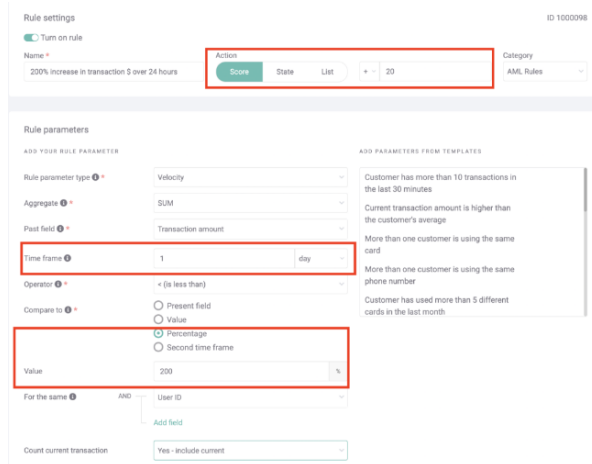 Rule settings ID 1000098
Turn on rule
Name * Action Category
200% increase in transaction $ over 24 hours Score State List + 20 AML Rules
Rule parameters
ADD YOUR RULE PARAMETER ADD PARAMETERS FROM TEMPLATES
Rule parameter type * Velocity
Customer has more than 10 transactions in
the last 30 minutes
Aggregate * SUM
Current transaction amount is higher than
the customer's average
Past field * Transaction amount
More than one customer is using the same
card
Time frame 1 day
More than one customer is using the same
phone number
Operator * < (is less than)
Customer has used more than 5 different
cards in the last month
Compare to * Present field
Value
Percentage
Second time frame
Value 200 %
For the same AND User ID
Add field
Count current transaction Yes - include current